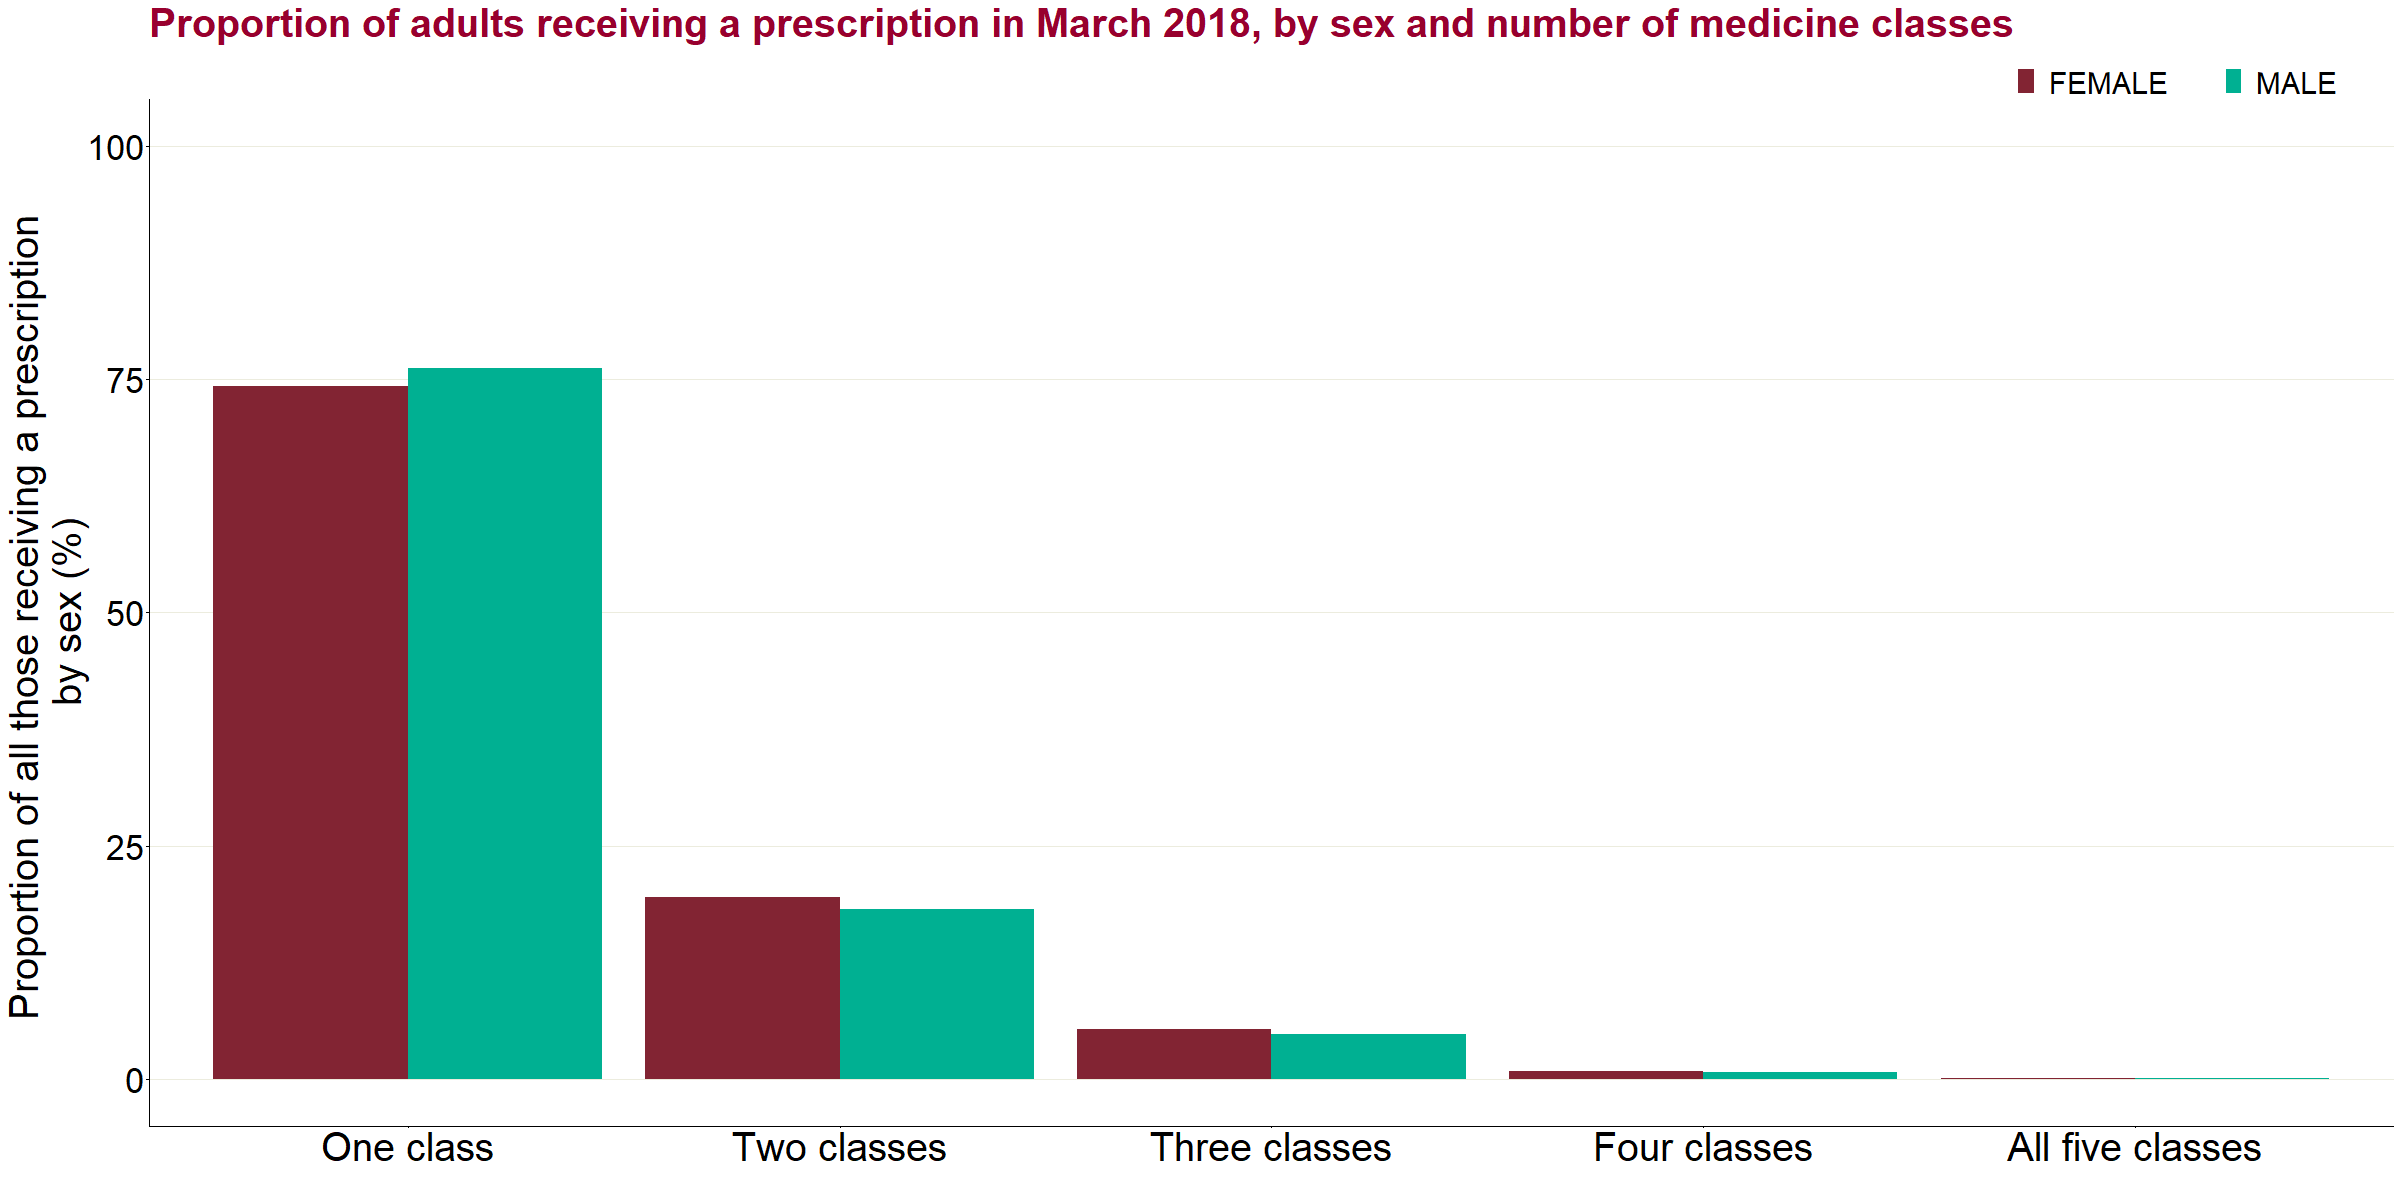 Proportion of adults receiving a prescription in March 2018, by sex and number of medicine classes
FEMALE
MALE
Proportion of all those receiving a prescription
by sex (%)
100
75
50
25
0
One class
Two classes
Three classes
Four classes
All five classes